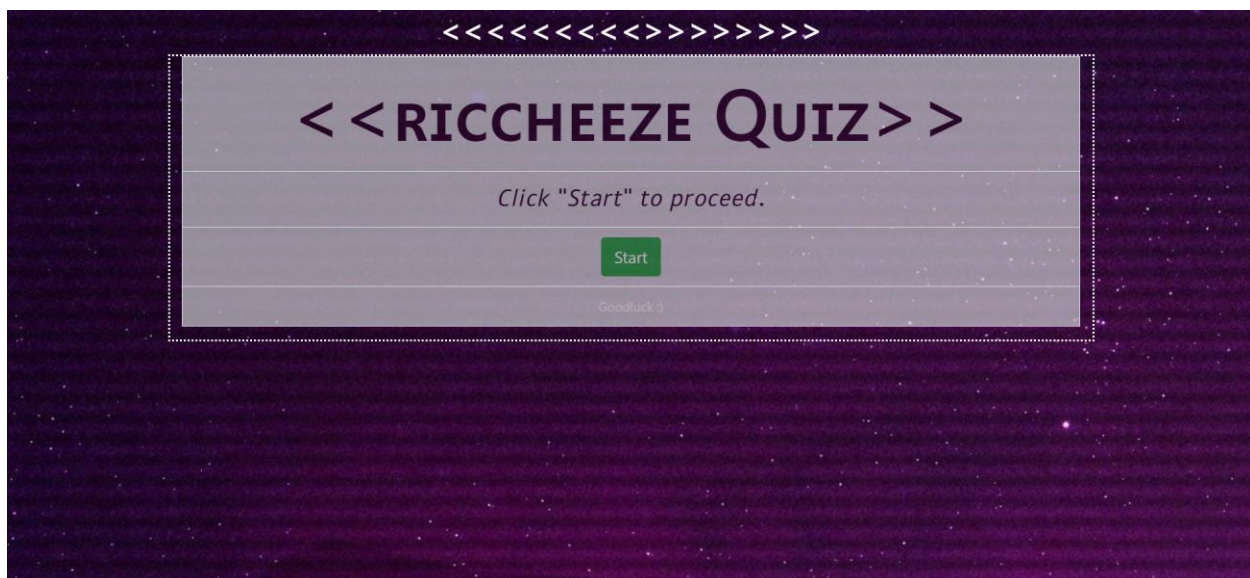 <<<<<<<<<>>>>>>>>
<<riccheeze Quiz>>
Click "Start" to proceed.
Start
Goodluck :)